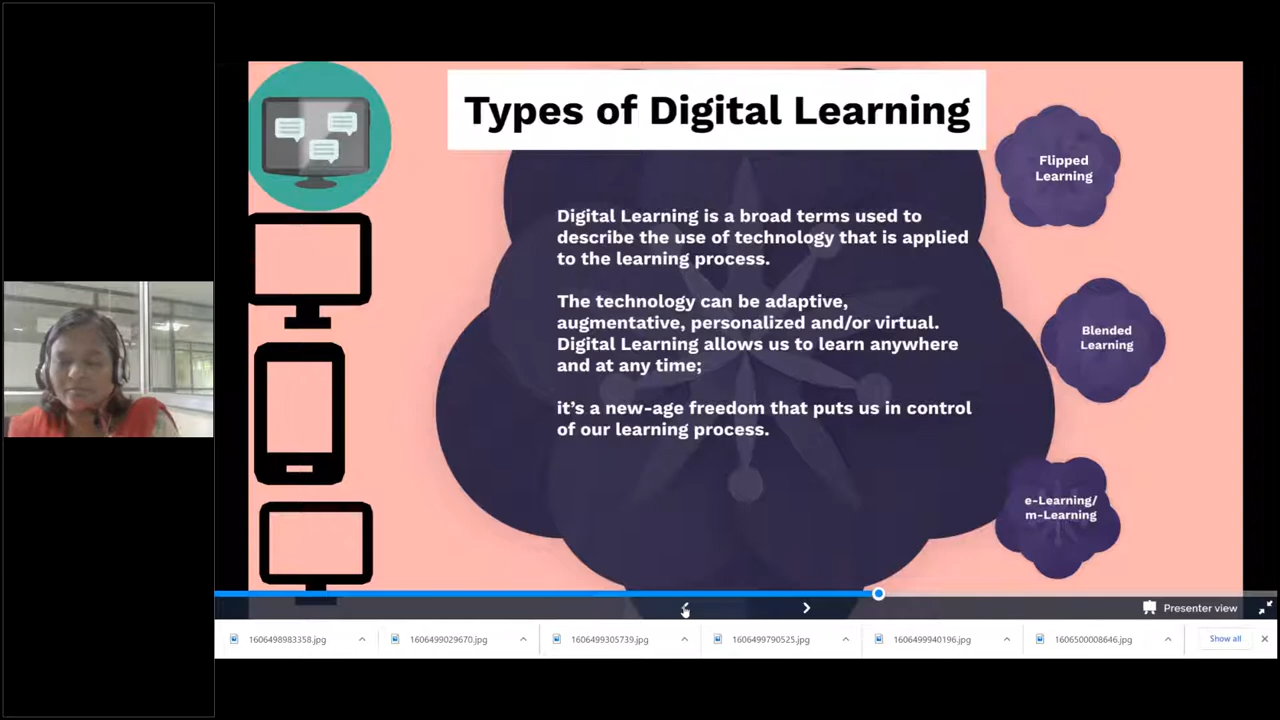 Types of Digital Learning
Digital Learning is a broad terms used to
describe the use of technology that is applied
to the learning process.
The technology can be adaptive,
augmentative, personalized and/or virtual.
Digital Learning allows us to learn anywhere
and at any time;
it’s a new-age freedom that puts us in control
of our learning process.
Flipped
Learning
Blended
Learning
e-Learning/
m-Learning
Presenter view
1606498983358.jpg
1606499029670.jpg
1606499305739.jpg
1606499790525.jpg
1606499940196.jpg
1606500008646.jpg
Show all